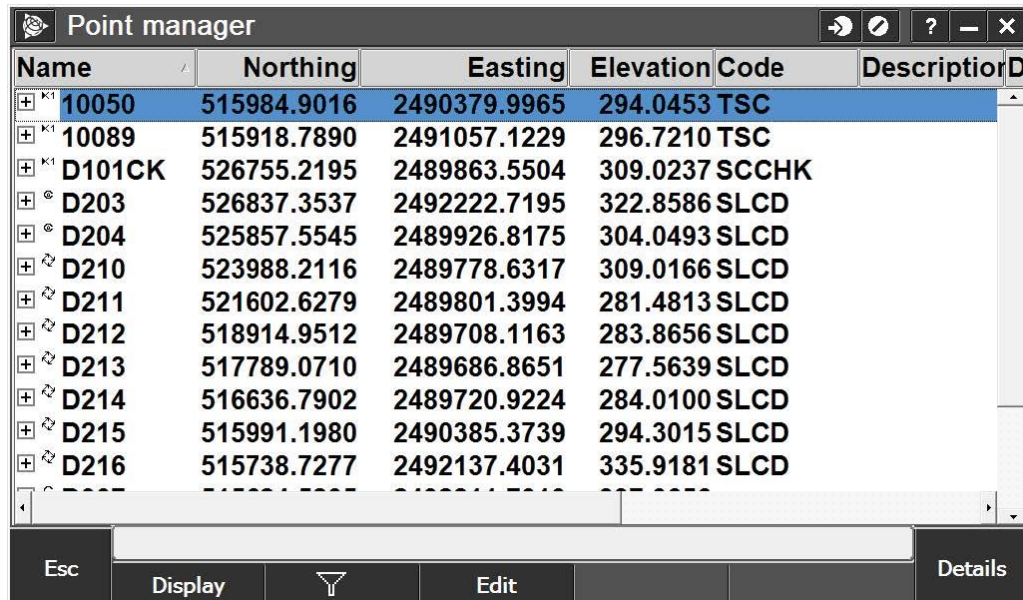 Point manager ?
Name Northing Easting Elevation Code Description D
K1 10050 515984.9016 2490379.9965 294.0453 TSC
K1 10089 515918.7890 2491057.1229 296.7210 TSC
K1 D101CK 526755.2195 2489863.5504 309.0237 SCCHK
D203 526837.3537 2492222.7195 322.8586 SLCD
D204 525857.5545 2489926.8175 304.0493 SLCD
D210 523988.2116 2489778.6317 309.0166 SLCD
D211 521602.6279 2489801.3994 281.4813 SLCD
D212 518914.9512 2489708.1163 283.8656 SLCD
D213 517789.0710 2489686.8651 277.5639 SLCD
D214 516636.7902 2489720.9224 284.0100 SLCD
D215 515991.1980 2490385.3739 294.3015 SLCD
D216 515738.7277 2492137.4031 335.9181 SLCD
Esc Display Edit Details